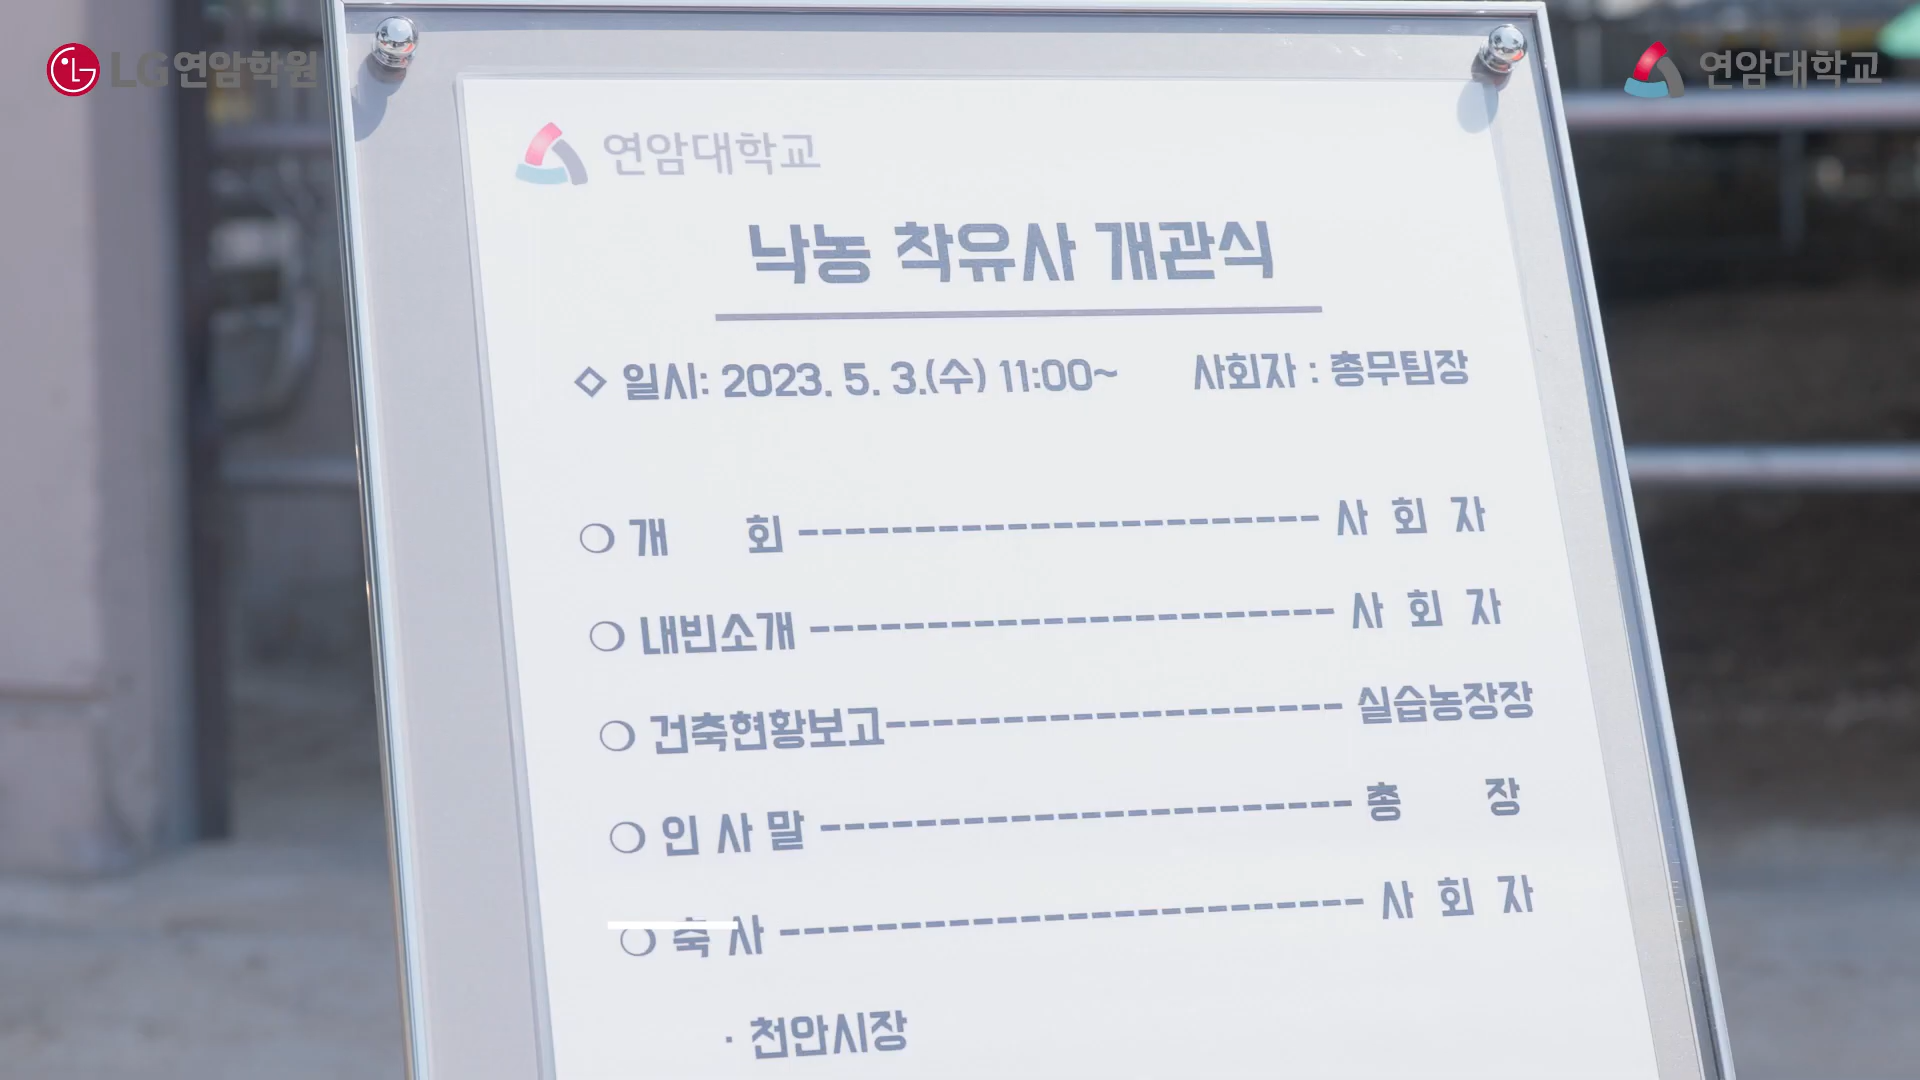 LG연암학원
연암대학교
연암대학교
낙농 착유사 개관식
◇ 일시: 2023. 5. 3.(수) 11:00~ 사회자 : 총무팀장
○ 개 회 ---------------------- 사 회 자
○ 내빈소개 ---------------------- 사 회 자
○ 건축현황보고------------------- 실습농장장
○ 인 사 말 ---------------------- 총 장
○ 축 사 ------------------------ 사 회 자
· 천안시장